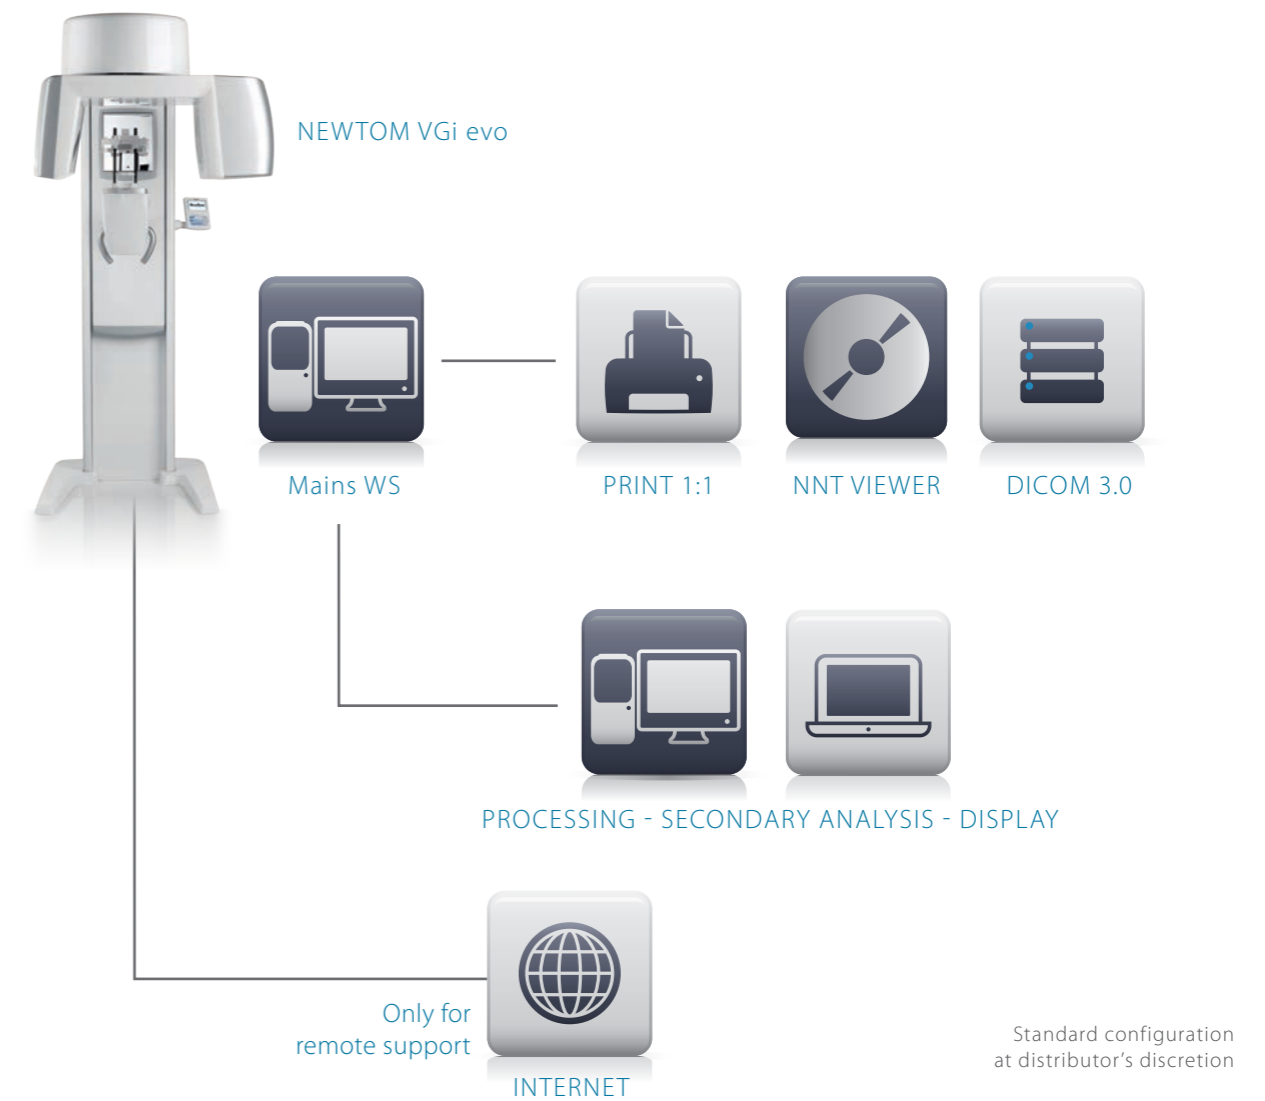 NEWTOM VGi evo
Mains WS
PRINT 1:1
NNT VIEWER
DICOM 3.0
PROCESSING - SECONDARY ANALYSIS - DISPLAY
Only for
remote support
INTERNET
Standard configuration
at distributor’s discretion